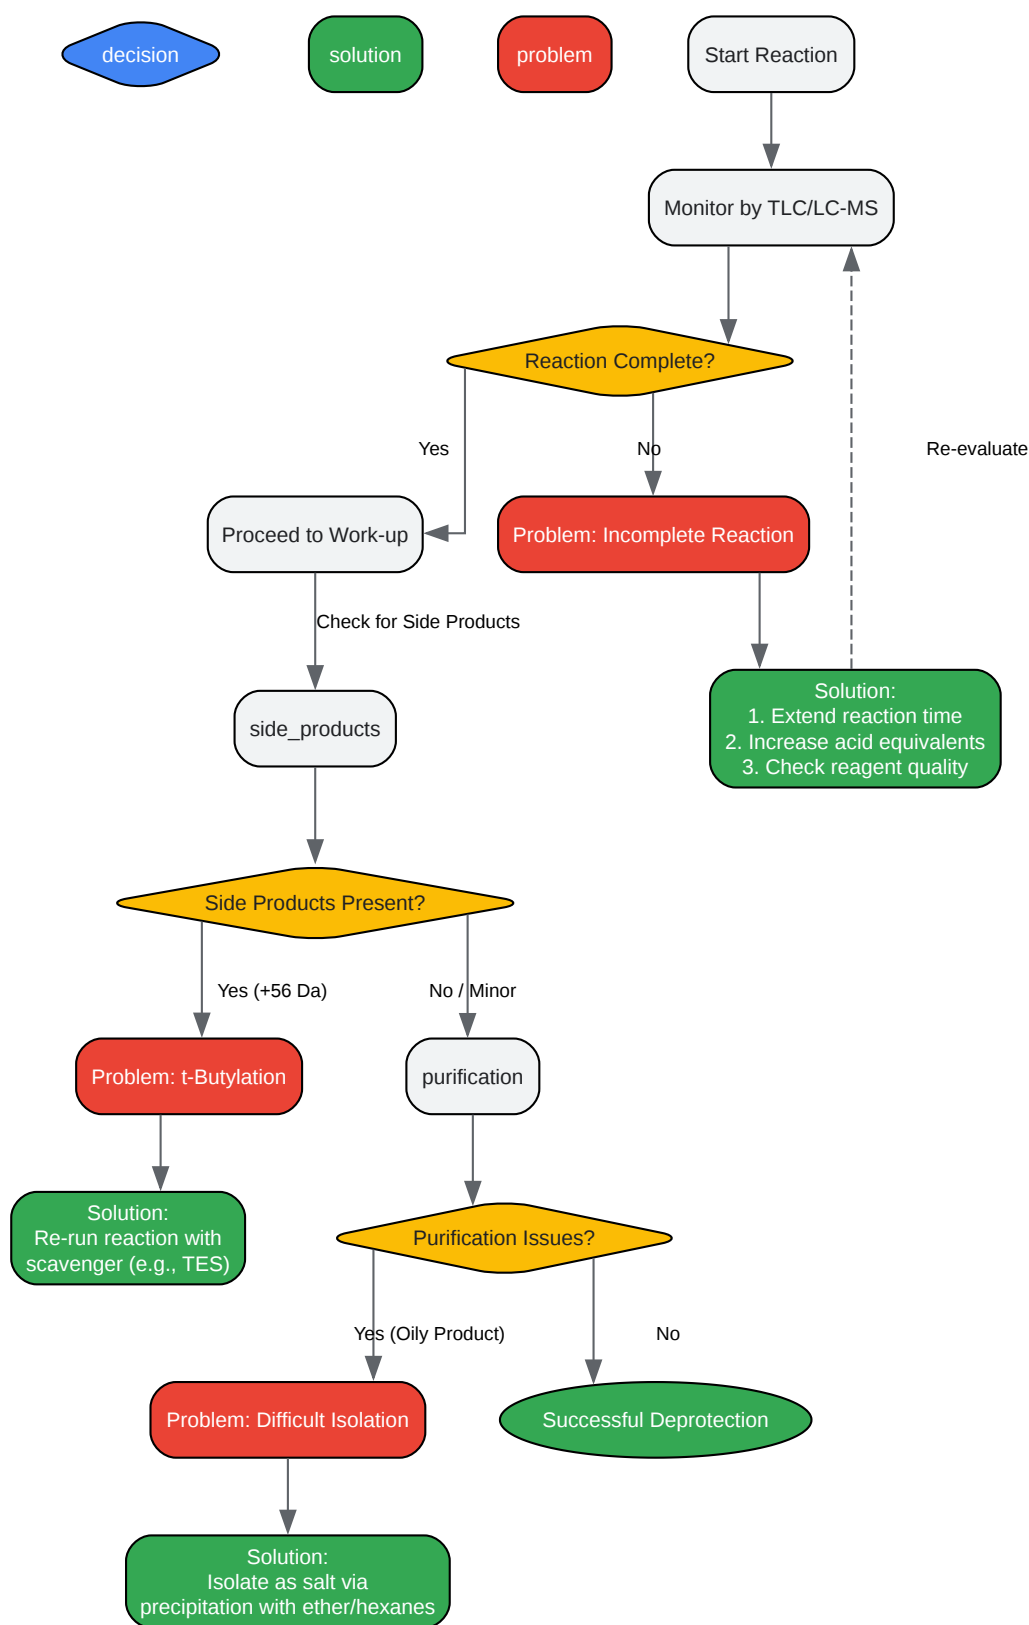 decision
solution
problem
Start Reaction
Monitor by TLC/LC-MS
Reaction Complete?
Yes
No
Re-evaluate
Proceed to Work-up
Problem: Incomplete Reaction
Check for Side Products
Solution:
1. Extend reaction time
2. Increase acid equivalents
3. Check reagent quality
side_products
Side Products Present?
Yes (+56 Da)
No / Minor
Problem: t-Butylation
purification
Solution:
Re-run reaction with
scavenger (e.g., TES)
Purification Issues?
Yes (Oily Product)
No
Problem: Difficult Isolation
Successful Deprotection
Solution:
Isolate as salt via
precipitation with ether/hexanes